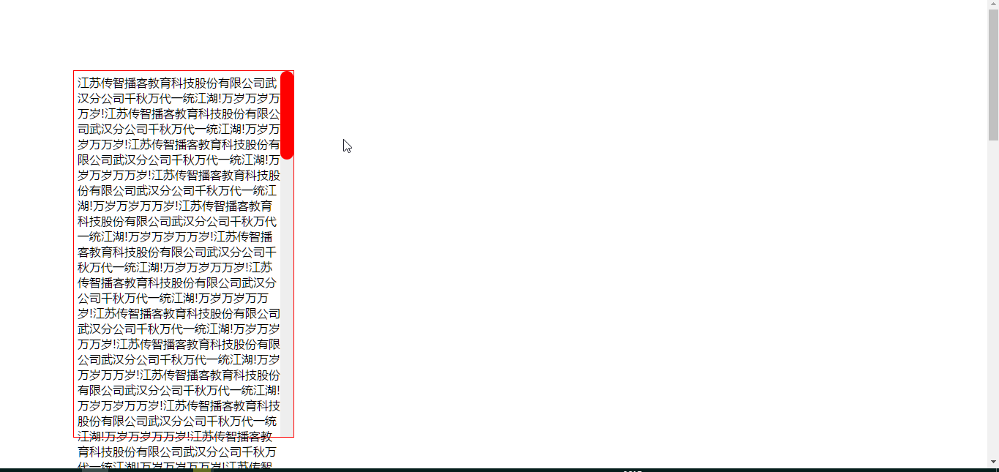 江苏传智播客教育科技股份有限公司武
汉分公司千秋万代一统江湖!万岁万岁万
万岁!江苏传智播客教育科技股份有限公
司武汉分公司千秋万代一统江湖!万岁万
岁万万岁!江苏传智播客教育科技股份有
限公司武汉分公司千秋万代一统江湖!万
岁万岁万万岁!江苏传智播客教育科技股
份有限公司武汉分公司千秋万代一统江
湖!万岁万岁万万岁!江苏传智播客教育
科技股份有限公司武汉分公司千秋万代
一统江湖!万岁万岁万万岁!江苏传智播
客教育科技股份有限公司武汉分公司千
秋万代一统江湖!万岁万岁万万岁!江苏
传智播客教育科技股份有限公司武汉分
公司千秋万代一统江湖!万岁万岁万万
岁!江苏传智播客教育科技股份有限公司
武汉分公司千秋万代一统江湖!万岁万岁
万万岁!江苏传智播客教育科技股份有限
公司武汉分公司千秋万代一统江湖!万岁
万岁万万岁!江苏传智播客教育科技股份
有限公司武汉分公司千秋万代一统江湖!
万岁万岁万万岁!江苏传智播客教育科技
股份有限公司武汉分公司千秋万代一统
江湖!万岁万岁万万岁!江苏传智播客教
育科技股份有限公司武汉分公司千秋万
代一统江湖!万岁万岁万万岁!江苏传智